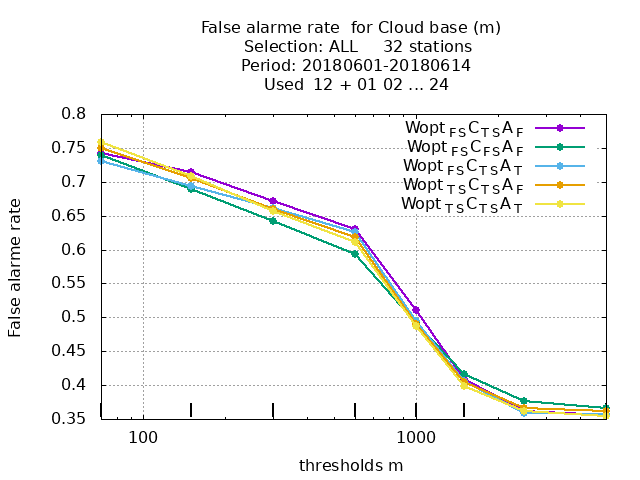 False alarme rate for Cloud base (m)
Selection: ALL 32 stations
Period: 20180601-20180614
Used 12 + 01 02 ... 24
0.8
0.75
0.7
0.65
0.6
0.55
0.5
0.45
0.4
0.35
False alarme rate
Wopt FS C TS A F
Wopt FS C FS A F
Wopt FS C TS A T
Wopt TS C TS A F
Wopt TS C TS A T
100 1000
thresholds m